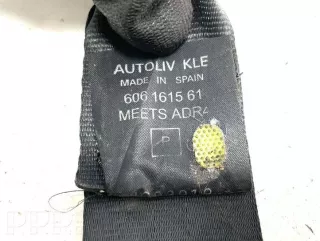 AUTOLIV KLE
MADE IN SPAIN
606 1615 61
MEETS ADR4